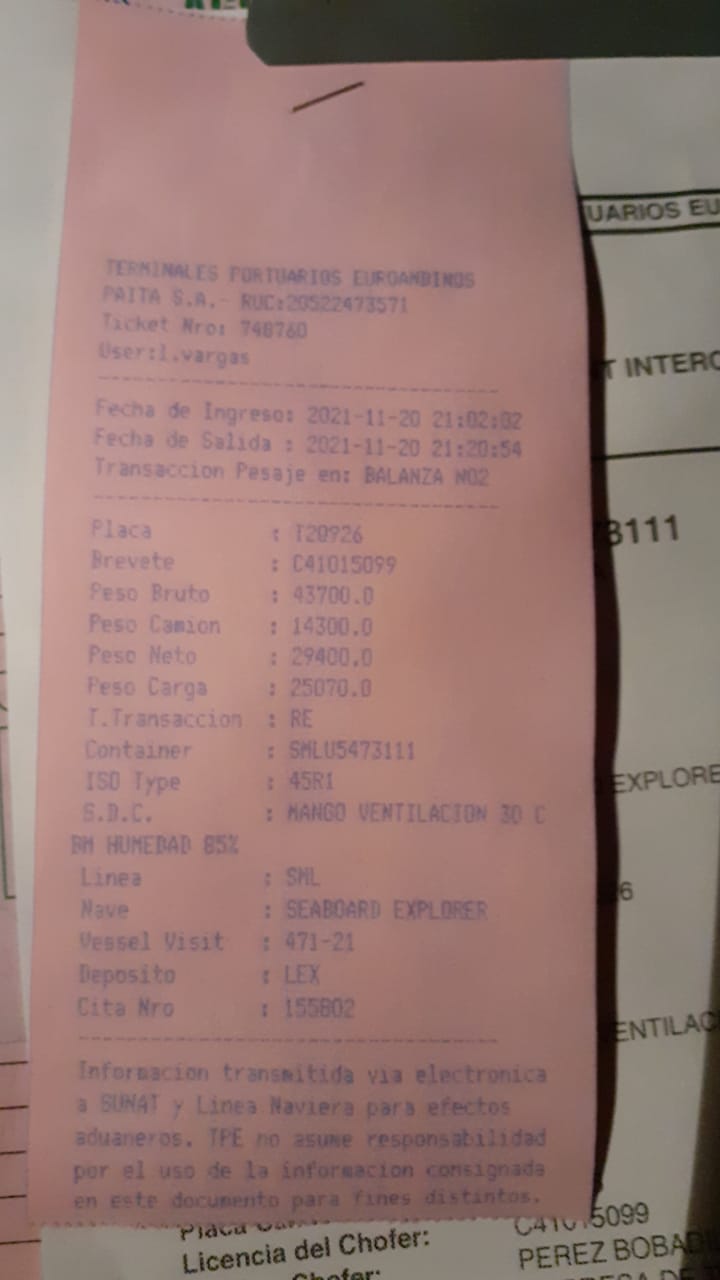 TERMINALES PORTUARIOS EUROANDINOS
PAITA S.A.- RUC:20522473571
Ticket Nro: 748760
User:l.vargas
Fecha de Ingreso: 2021-11-20 21:02:02
Fecha de Salida : 2021-11-20 21:20:54
Transaccion Pesaje en: BALANZA NO2
Placa : T20926
Brevete : C41015099
Peso Bruto : 43700.0
Peso Camion : 14300.0
Peso Neto : 29400.0
Peso Carga : 25070.0
T.Transaccion : RE
Container : SMLU5473111
ISO Type : 45R1
S.D.C. : MANGO VENTILACION 30 C
BM HUMEDAD 85%
Linea : SML
Nave : SEABOARD EXPLORER
Vessel Visit : 471-21
Deposito : LEX
Cita Nro : 155802
Informacion transmitida via electronica
a SUNAT y Linea Naviera para efectos
aduaneros. TPE no asume responsabilidad
por el uso de la informacion consignada
en este documento para fines distintos.
UARIOS EU
T INTERC
3111
EXPLORE
26
ENTILAC
Placa
C41015099
Licencia del Chofer:
PEREZ BOBAD
Chofer: